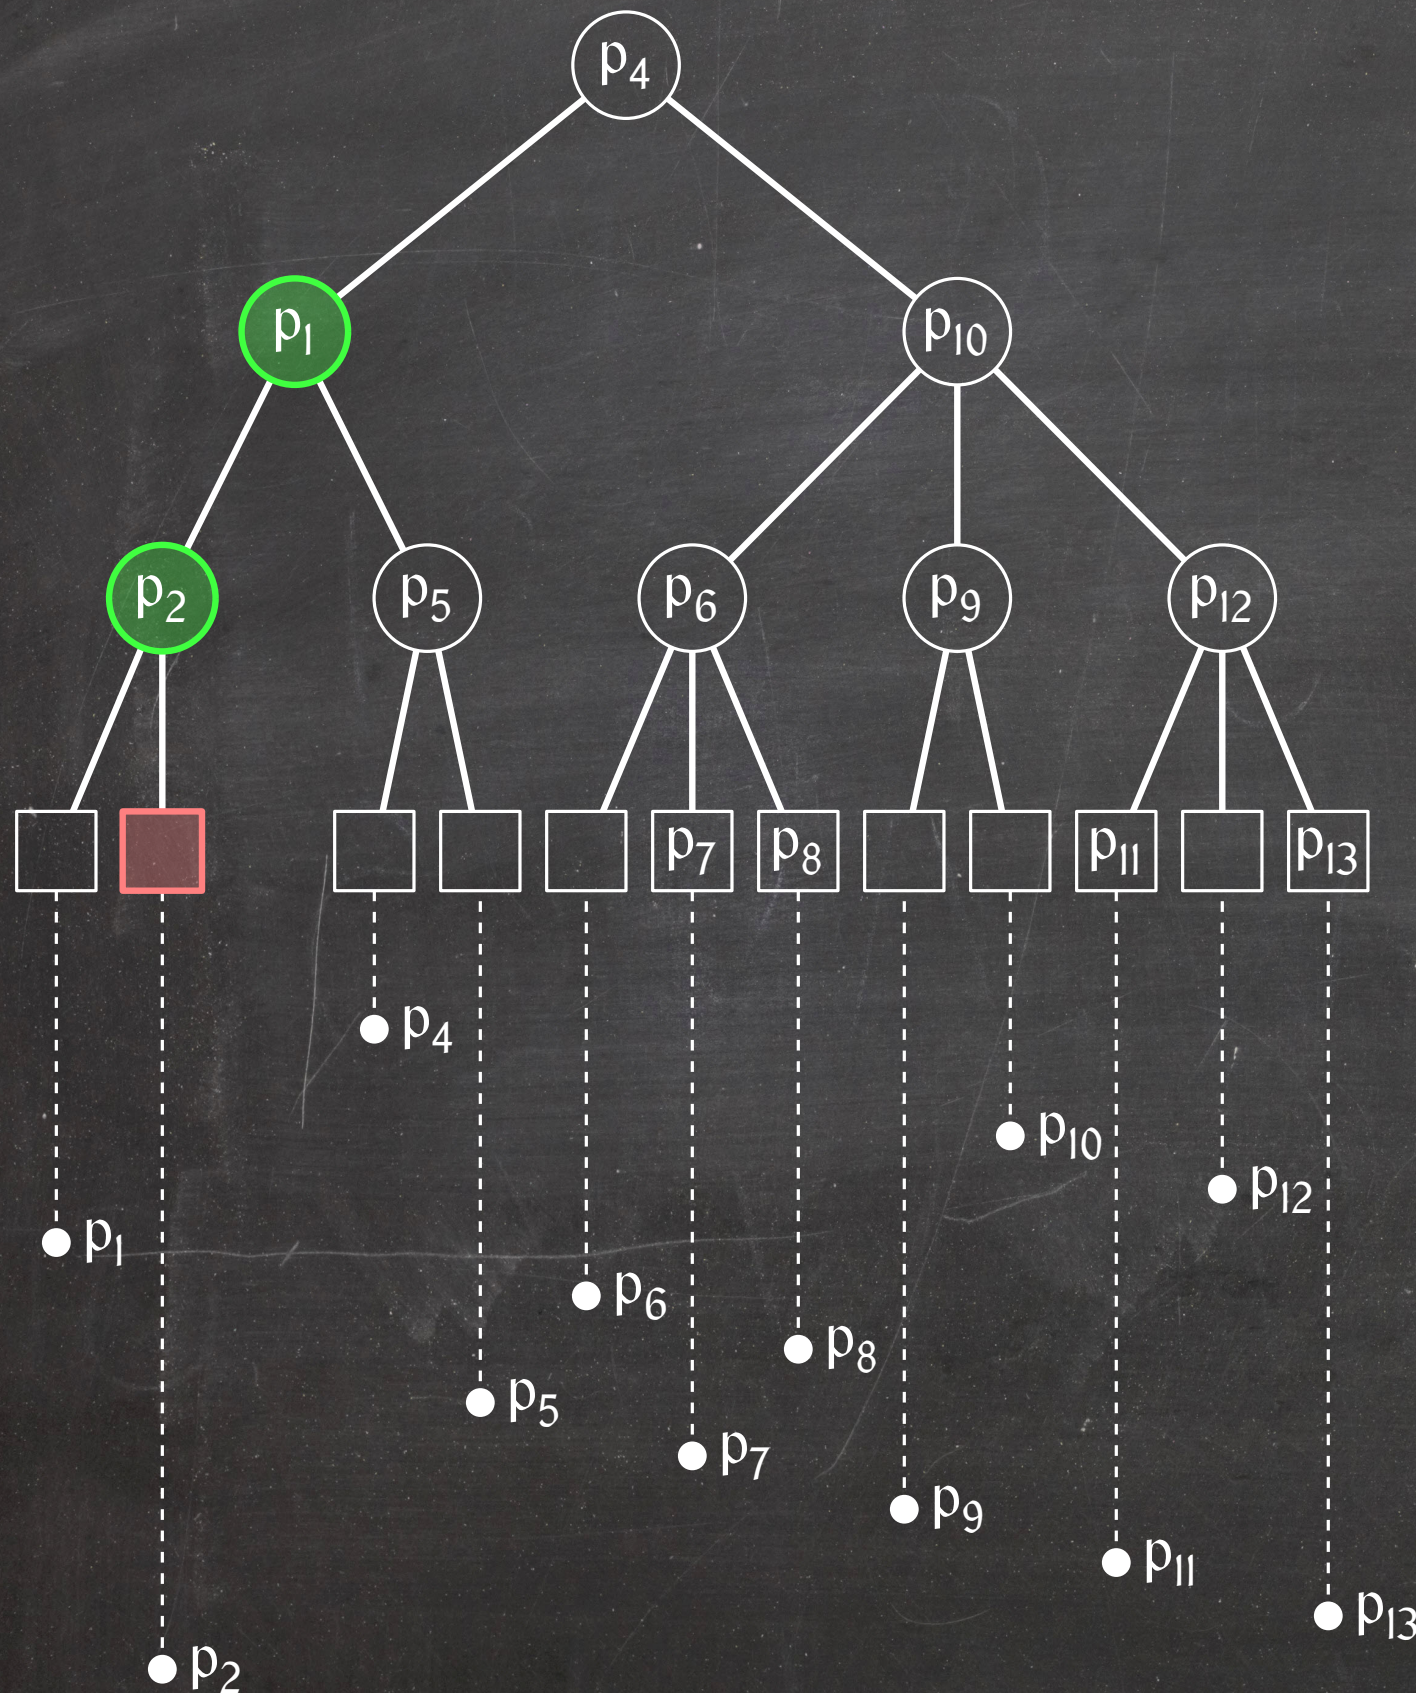 p₄
p₁ p₁₀
p₂ p₅ p₆ p₉ p₁₂
p₇ p₈ p₁₁ p₁₃
p₄
p₁₀
p₁₂
p₁
p₆
p₈
p₅
p₇
p₉
p₁₁
p₁₃
p₂